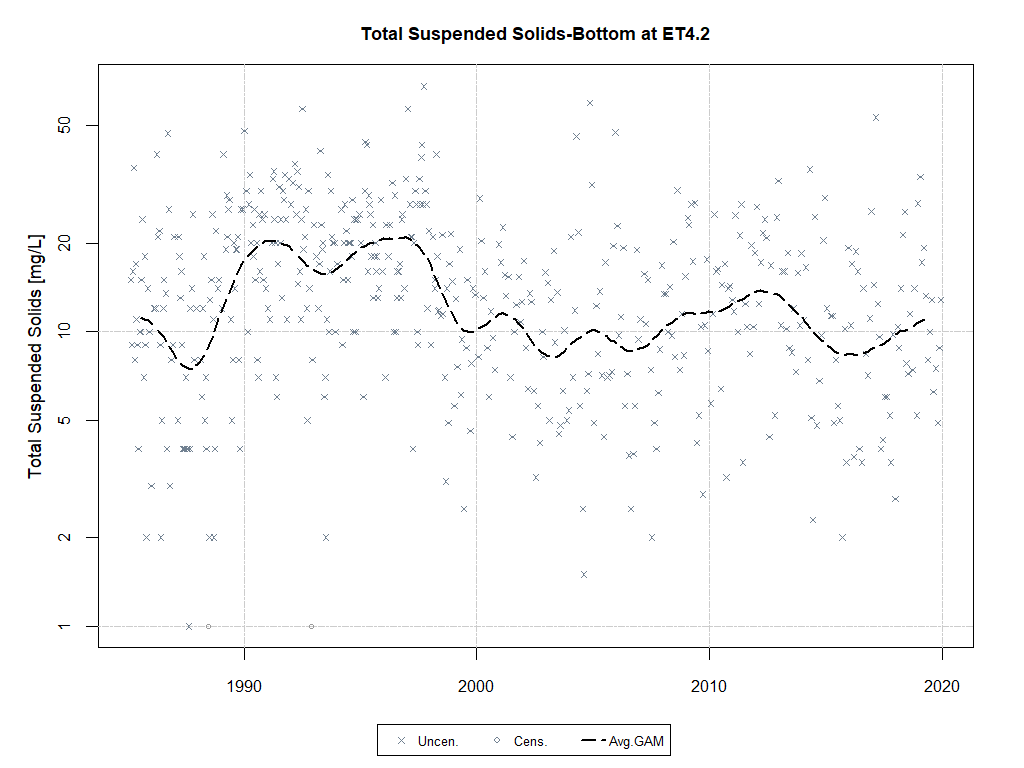 Total Suspended Solids-Bottom at ET4.2
Total Suspended Solids [mg/L]
50
20
10
5
2
1
1990 2000 2010 2020
Uncen. Cens. Avg.GAM